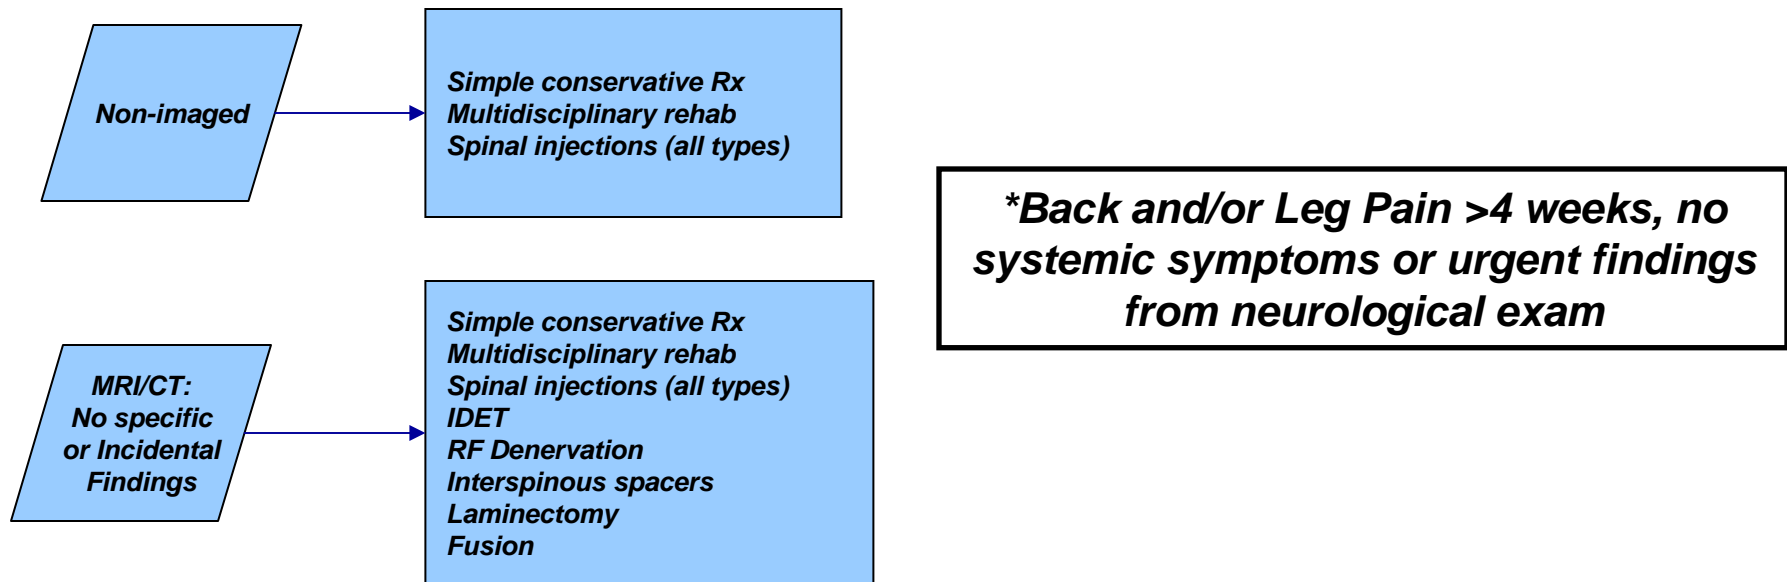 Non-imaged
Simple conservative Rx
Multidisciplinary rehab
Spinal injections (all types)
*Back and/or Leg Pain >4 weeks, no
systemic symptoms or urgent findings
from neurological exam
MRI/CT:
No specific
or Incidental
Findings
Simple conservative Rx
Multidisciplinary rehab
Spinal injections (all types)
IDET
RF Denervation
Interspinous spacers
Laminectomy
Fusion